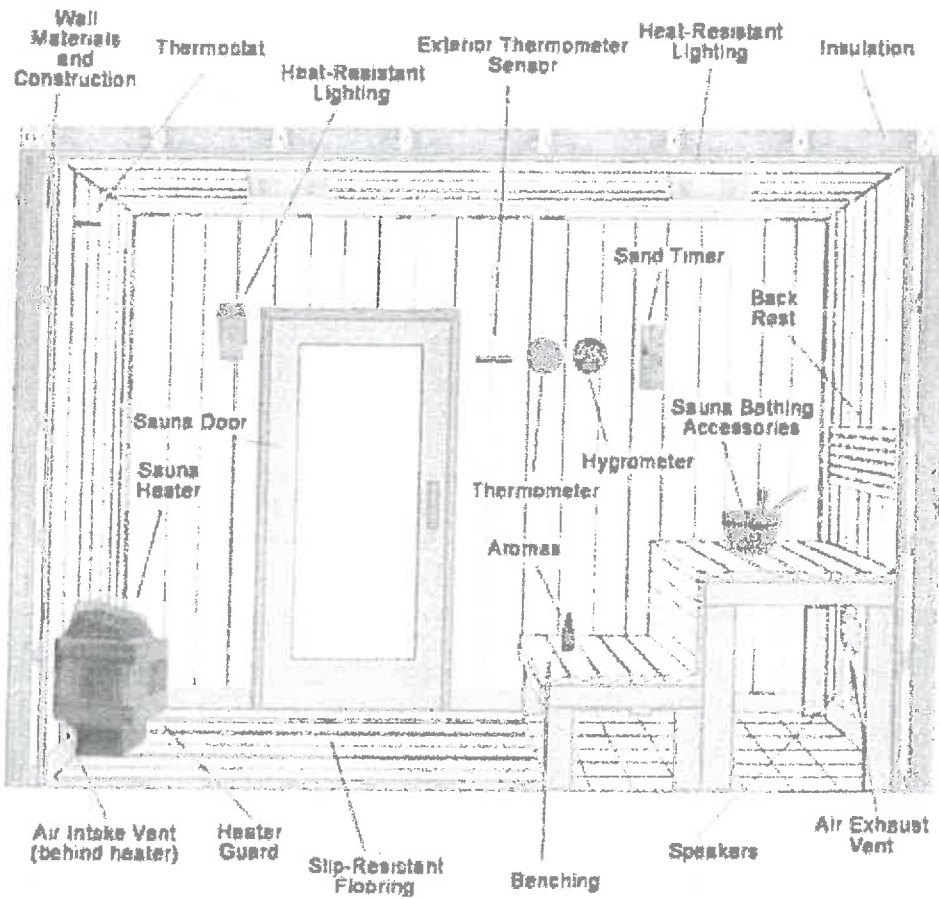 Wall
Materials
and
Construction
Thermostat
Heat-Resistant
Lighting
Exterior Thermometer
Sensor
Heat-Resistant
Lighting
Insulation
Sand Timer
Back
Rest
Sauna Door
Sauna
Heater
Sauna Bathing
Accessories
Hygrometer
Thermometer
Aromas
Air Intake Vent
(behind heater)
Heater
Guard
Slip-Resistant
Flooring
Benching
Speakers
Air Exhaust
Vent